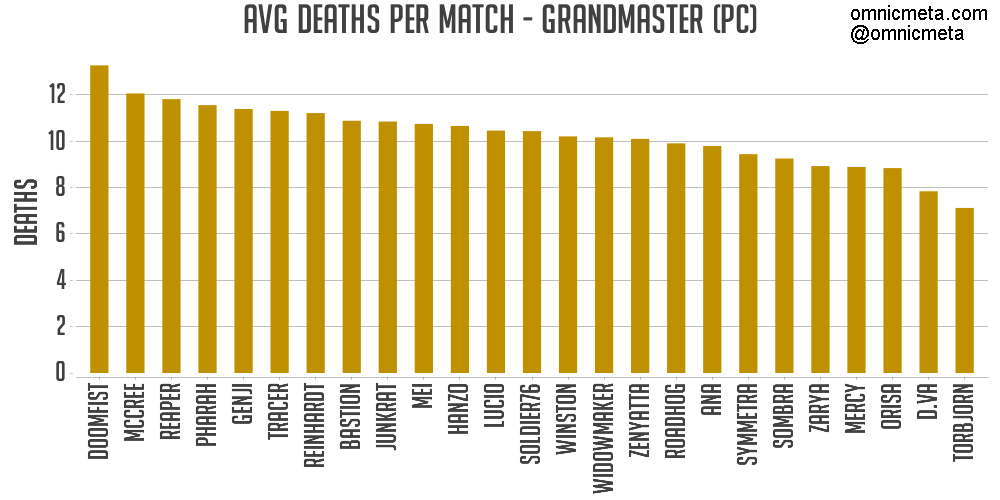 AVG DEATHS PER MATCH - GRANDMASTER (PC)
omnicmeta.com
@omnicmeta
DEATHS
12
10
8
6
4
2
0
DOOMFIST
MCCREE
REAPER
PHARAH
GENJI
TRACER
REINHARDT
BASTION
JUNKRAT
MEI
HANZO
LUCIO
SOLDIER76
WINSTON
WIDOWMAKER
ZENYATTA
ROADHOG
ANA
SYMMETRA
SOMBRA
ZARYA
MERCY
ORISA
D.VA
TORBJORN